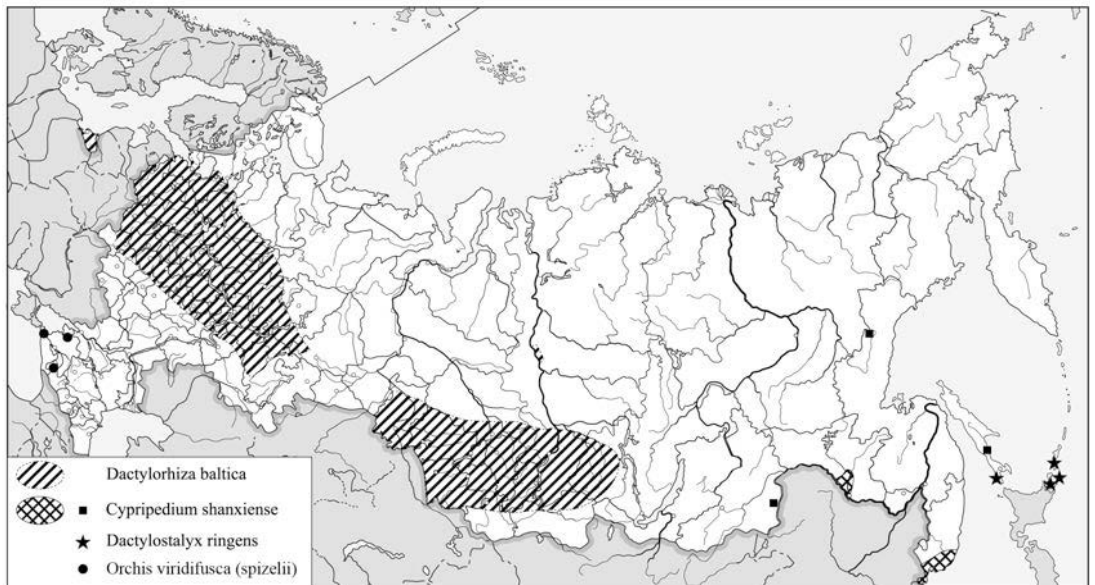 Dactylorhiza baltica
Cypripedium shanxiense
Dactylostalyx ringens
Orchis viridifusca (spizelii)